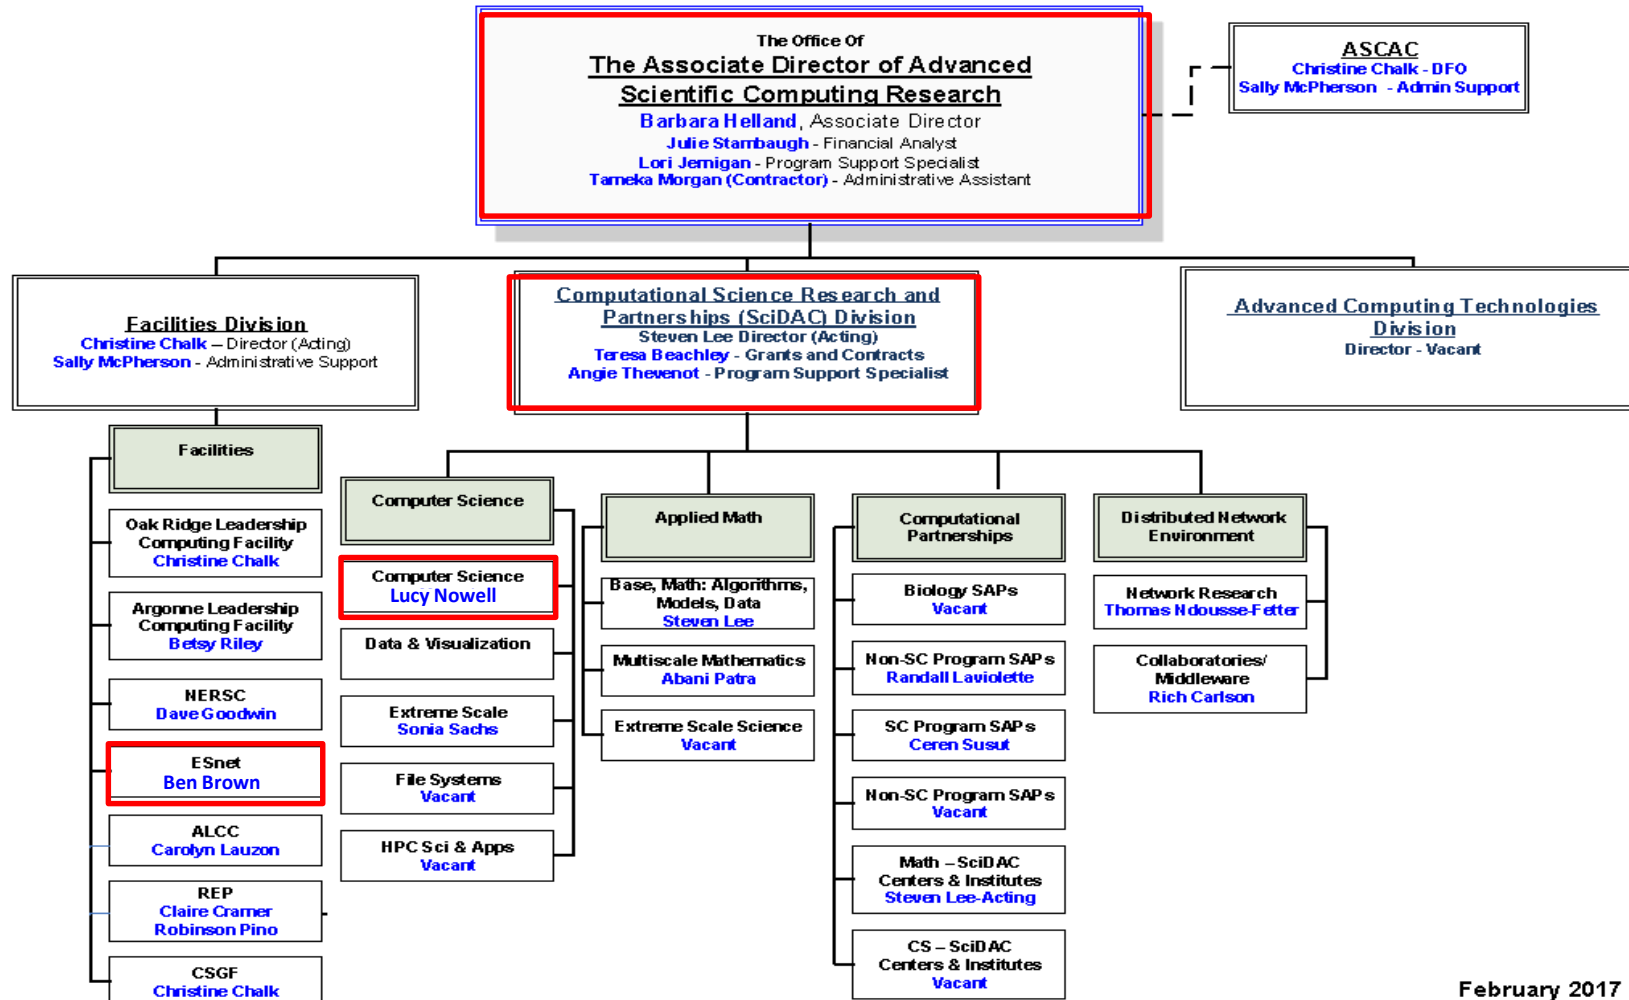 The Office Of
The Associate Director of Advanced
Scientific Computing Research
Barbara Helland, Associate Director
Julie Stambaugh - Financial Analyst
Lori Jernigan - Program Support Specialist
Tameka Morgan (Contractor) - Administrative Assistant
ASCAC
Christine Chalk - DFO
Sally McPherson - Admin Support
Facilities Division
Christine Chalk – Director (Acting)
Sally McPherson - Administrative Support
Computational Science Research and
Partnerships (SciDAC) Division
Steven Lee Director (Acting)
Teresa Beachley - Grants and Contracts
Angie Thevenot - Program Support Specialist
Advanced Computing Technologies
Division
Director - Vacant
Facilities
Oak Ridge Leadership
Computing Facility
Christine Chalk
Argonne Leadership
Computing Facility
Betsy Riley
NERSC
Dave Goodwin
ESnet
Ben Brown
ALCC
Carolyn Lauzon
REP
Claire Cramer
Robinson Pino
CSGF
Christine Chalk
Computer Science
Computer Science
Lucy Nowell
Data & Visualization
Extreme Scale
Sonia Sachs
File Systems
Vacant
HPC Sci & Apps
Vacant
Applied Math
Base, Math: Algorithms,
Models, Data
Steven Lee
Multiscale Mathematics
Abani Patra
Extreme Scale Science
Vacant
Computational
Partnerships
Biology SAPs
Vacant
Non-SC Program SAPs
Randall Laviolette
SC Program SAPs
Ceren Susut
Non-SC Program SAPs
Vacant
Math – SciDAC
Centers & Institutes
Steven Lee-Acting
CS – SciDAC
Centers & Institutes
Vacant
Distributed Network
Environment
Network Research
Thomas Ndousse-Fetter
Collaboratories/
Middleware
Rich Carlson
February 2017